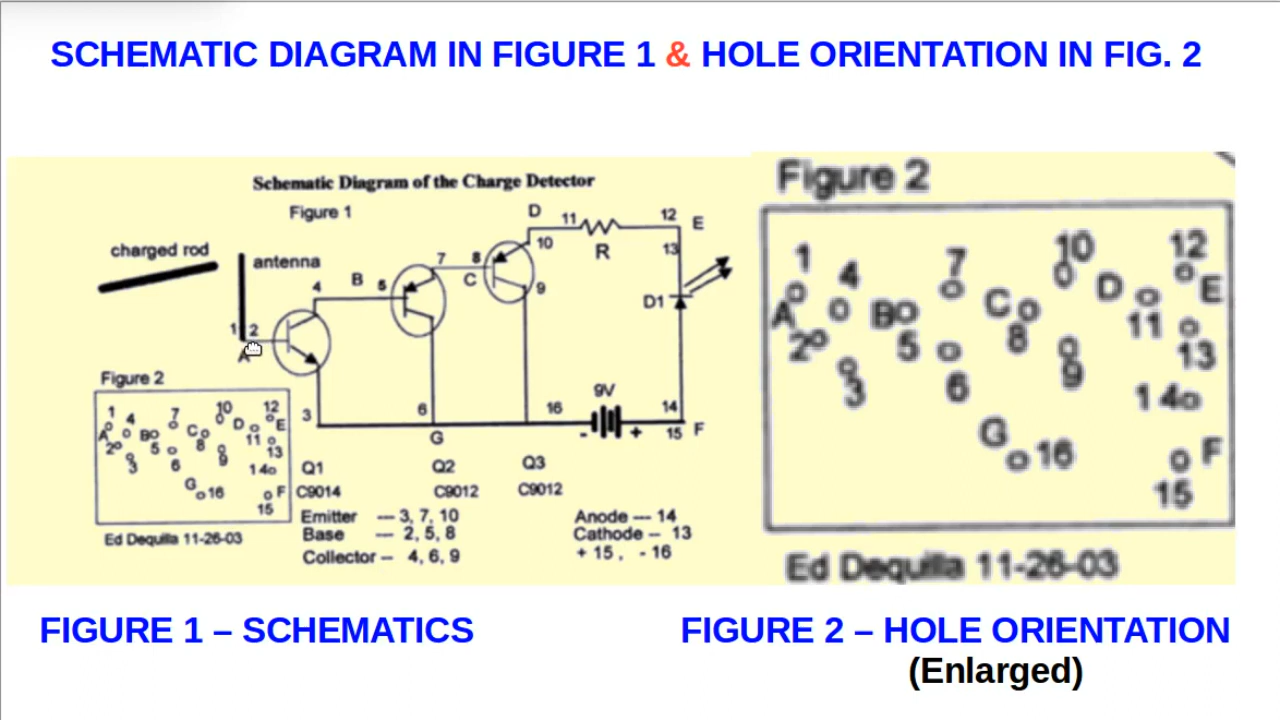 SCHEMATIC DIAGRAM IN FIGURE 1 & HOLE ORIENTATION IN FIG. 2
Schematic Diagram of the Charge Detector
Figure 1
charged rod
antenna
1 2
A
4 B 5
3
7 8
C
6
G
D
10
9
11
R
12 E
13
D1
9V
16
- +
14
15 F
Figure 2
1 4 7 10 12
A BO C D E
2 5 8 11
3 6 9 13
14
G 16 F
15
Ed Dequilla 11-26-03
Q1 Q2 Q3
C9014 C9012 C9012
Emitter --- 3, 7, 10
Base --- 2, 5, 8
Collector -- 4, 6, 9
Anode --- 14
Cathode -- 13
+ 15 , - 16
Figure 2
1 4 7 10 12
A B C D E
2 5 8 11
3 6 9 13
14
G 16 F
15
Ed Dequilla 11-26-03
FIGURE 1 – SCHEMATICS
FIGURE 2 – HOLE ORIENTATION
(Enlarged)